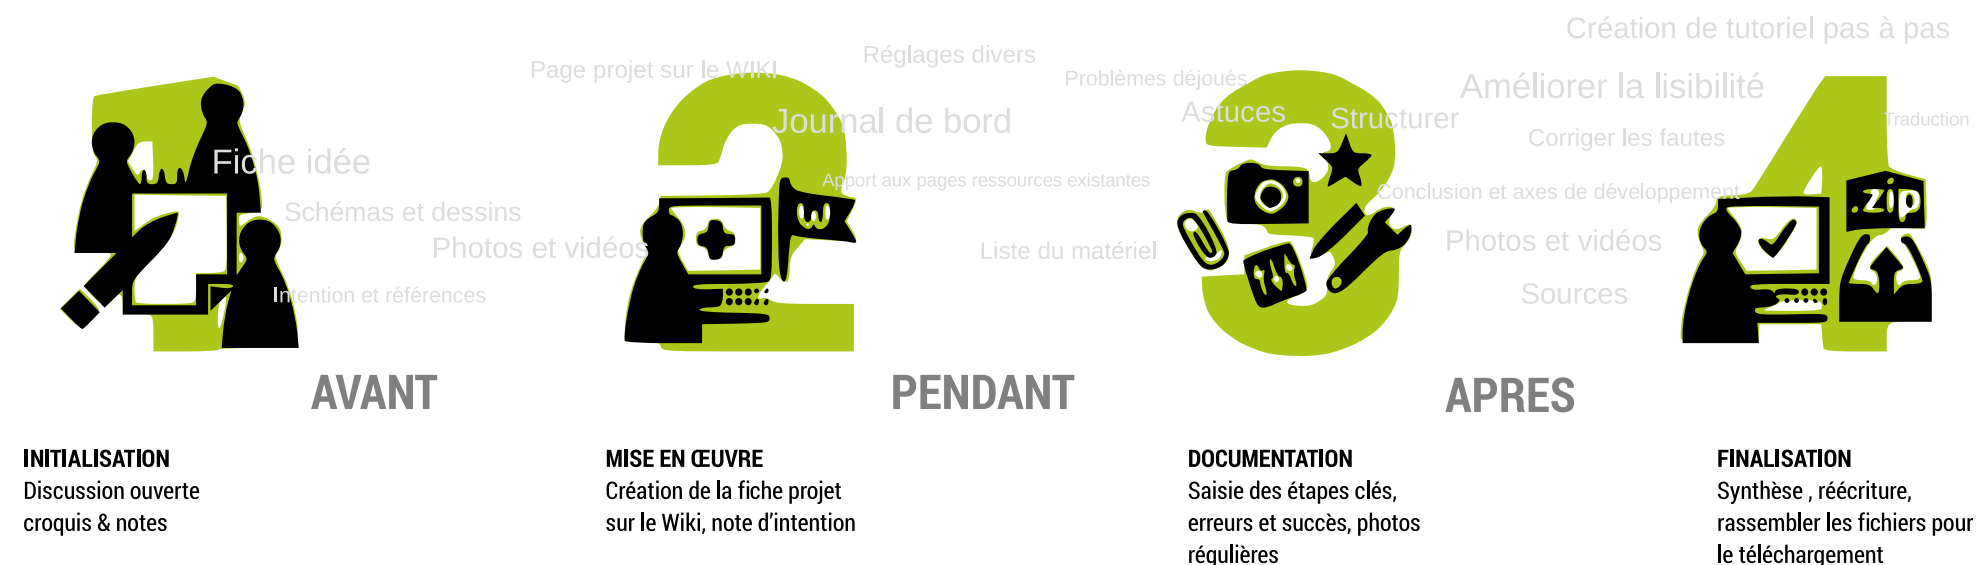 Création de tutoriel pas à pas
Réglages divers
Page projet sur le WIKI
Problèmes déjoués
Améliorer la lisibilité
Astuces
Structurer
Journal de bord
Traduction
Corriger les fautes
Fiche idée
Apport aux pages ressources existantes
Conclusion et axes de développement
.zip
Schémas et dessins
W
Photos et vidéos
Liste du matériel
Photos et vidéos
Intention et références
Sources
AVANT
PENDANT
APRES
INITIALISATION
Discussion ouverte
croquis & notes
MISE EN ŒUVRE
Création de la fiche projet
sur le Wiki, note d'intention
DOCUMENTATION
Saisie des étapes clés,
erreurs et succès, photos
régulières
FINALISATION
Synthèse , réécriture,
rassembler les fichiers pour
le téléchargement
1
2
3
4